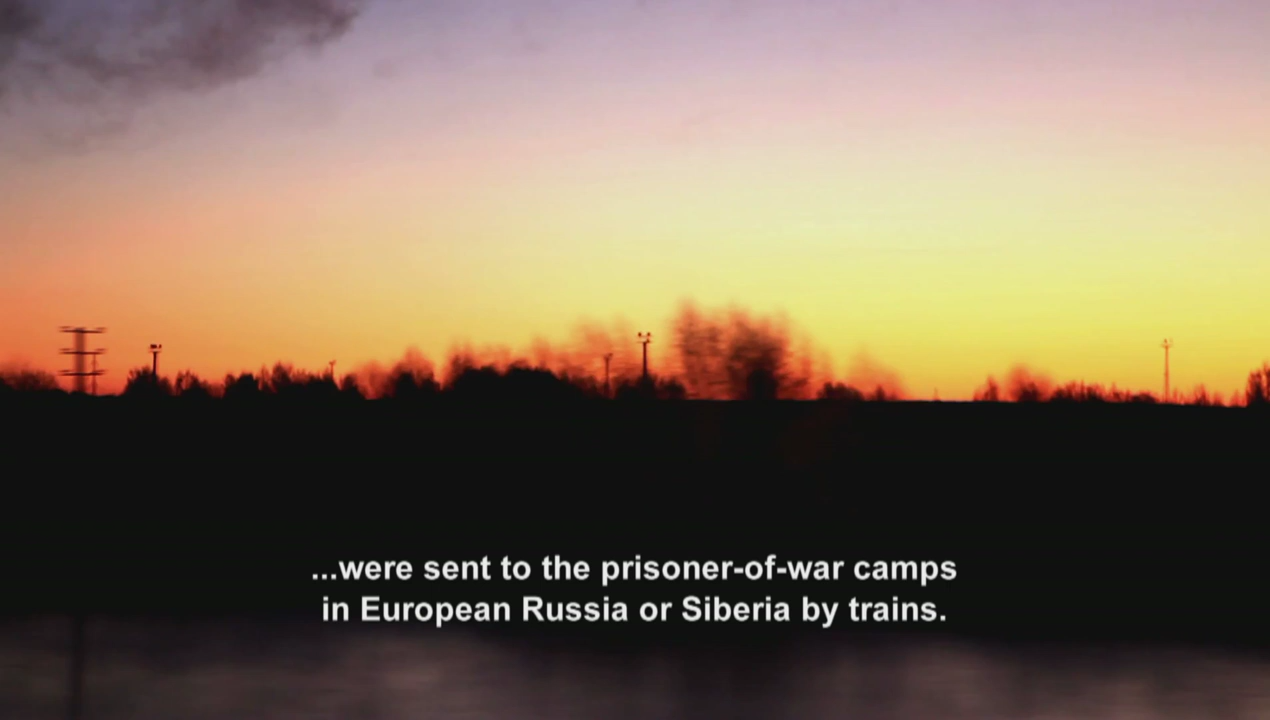 ...were sent to the prisoner-of-war camps
in European Russia or Siberia by trains.